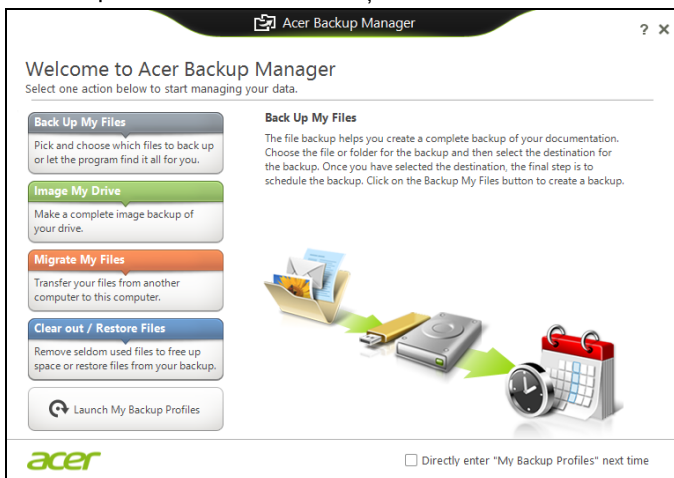 Acer Backup Manager
? X
Welcome to Acer Backup Manager
Select one action below to start managing your data.
Back Up My Files
Pick and choose which files to back up
or let the program find it all for you.
Image My Drive
Make a complete image backup of
your drive.
Migrate My Files
Transfer your files from another
computer to this computer.
Clear out / Restore Files
Remove seldom used files to free up
space or restore files from your backup.
Launch My Backup Profiles
Back Up My Files
The file backup helps you create a complete backup of your documentation.
Choose the file or folder for the backup and then select the destination for
the backup. Once you have selected the destination, the final step is to
schedule the backup. Click on the Backup My Files button to create a backup.
acer
Directly enter "My Backup Profiles" next time